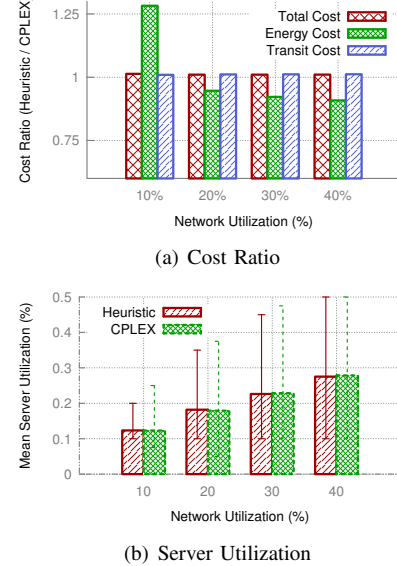 Cost Ratio (Heuristic / CPLEX)
Total Cost
Energy Cost
Transit Cost
1
0.75
10%
20%
30%
40%
Network Utilization (%)
(a) Cost Ratio
Mean Server Utilization (%)
0.5
0.4
0.3
0.2
0.1
0
Heuristic
CPLEX
10
20
30
40
Network Utilization (%)
(b) Server Utilization